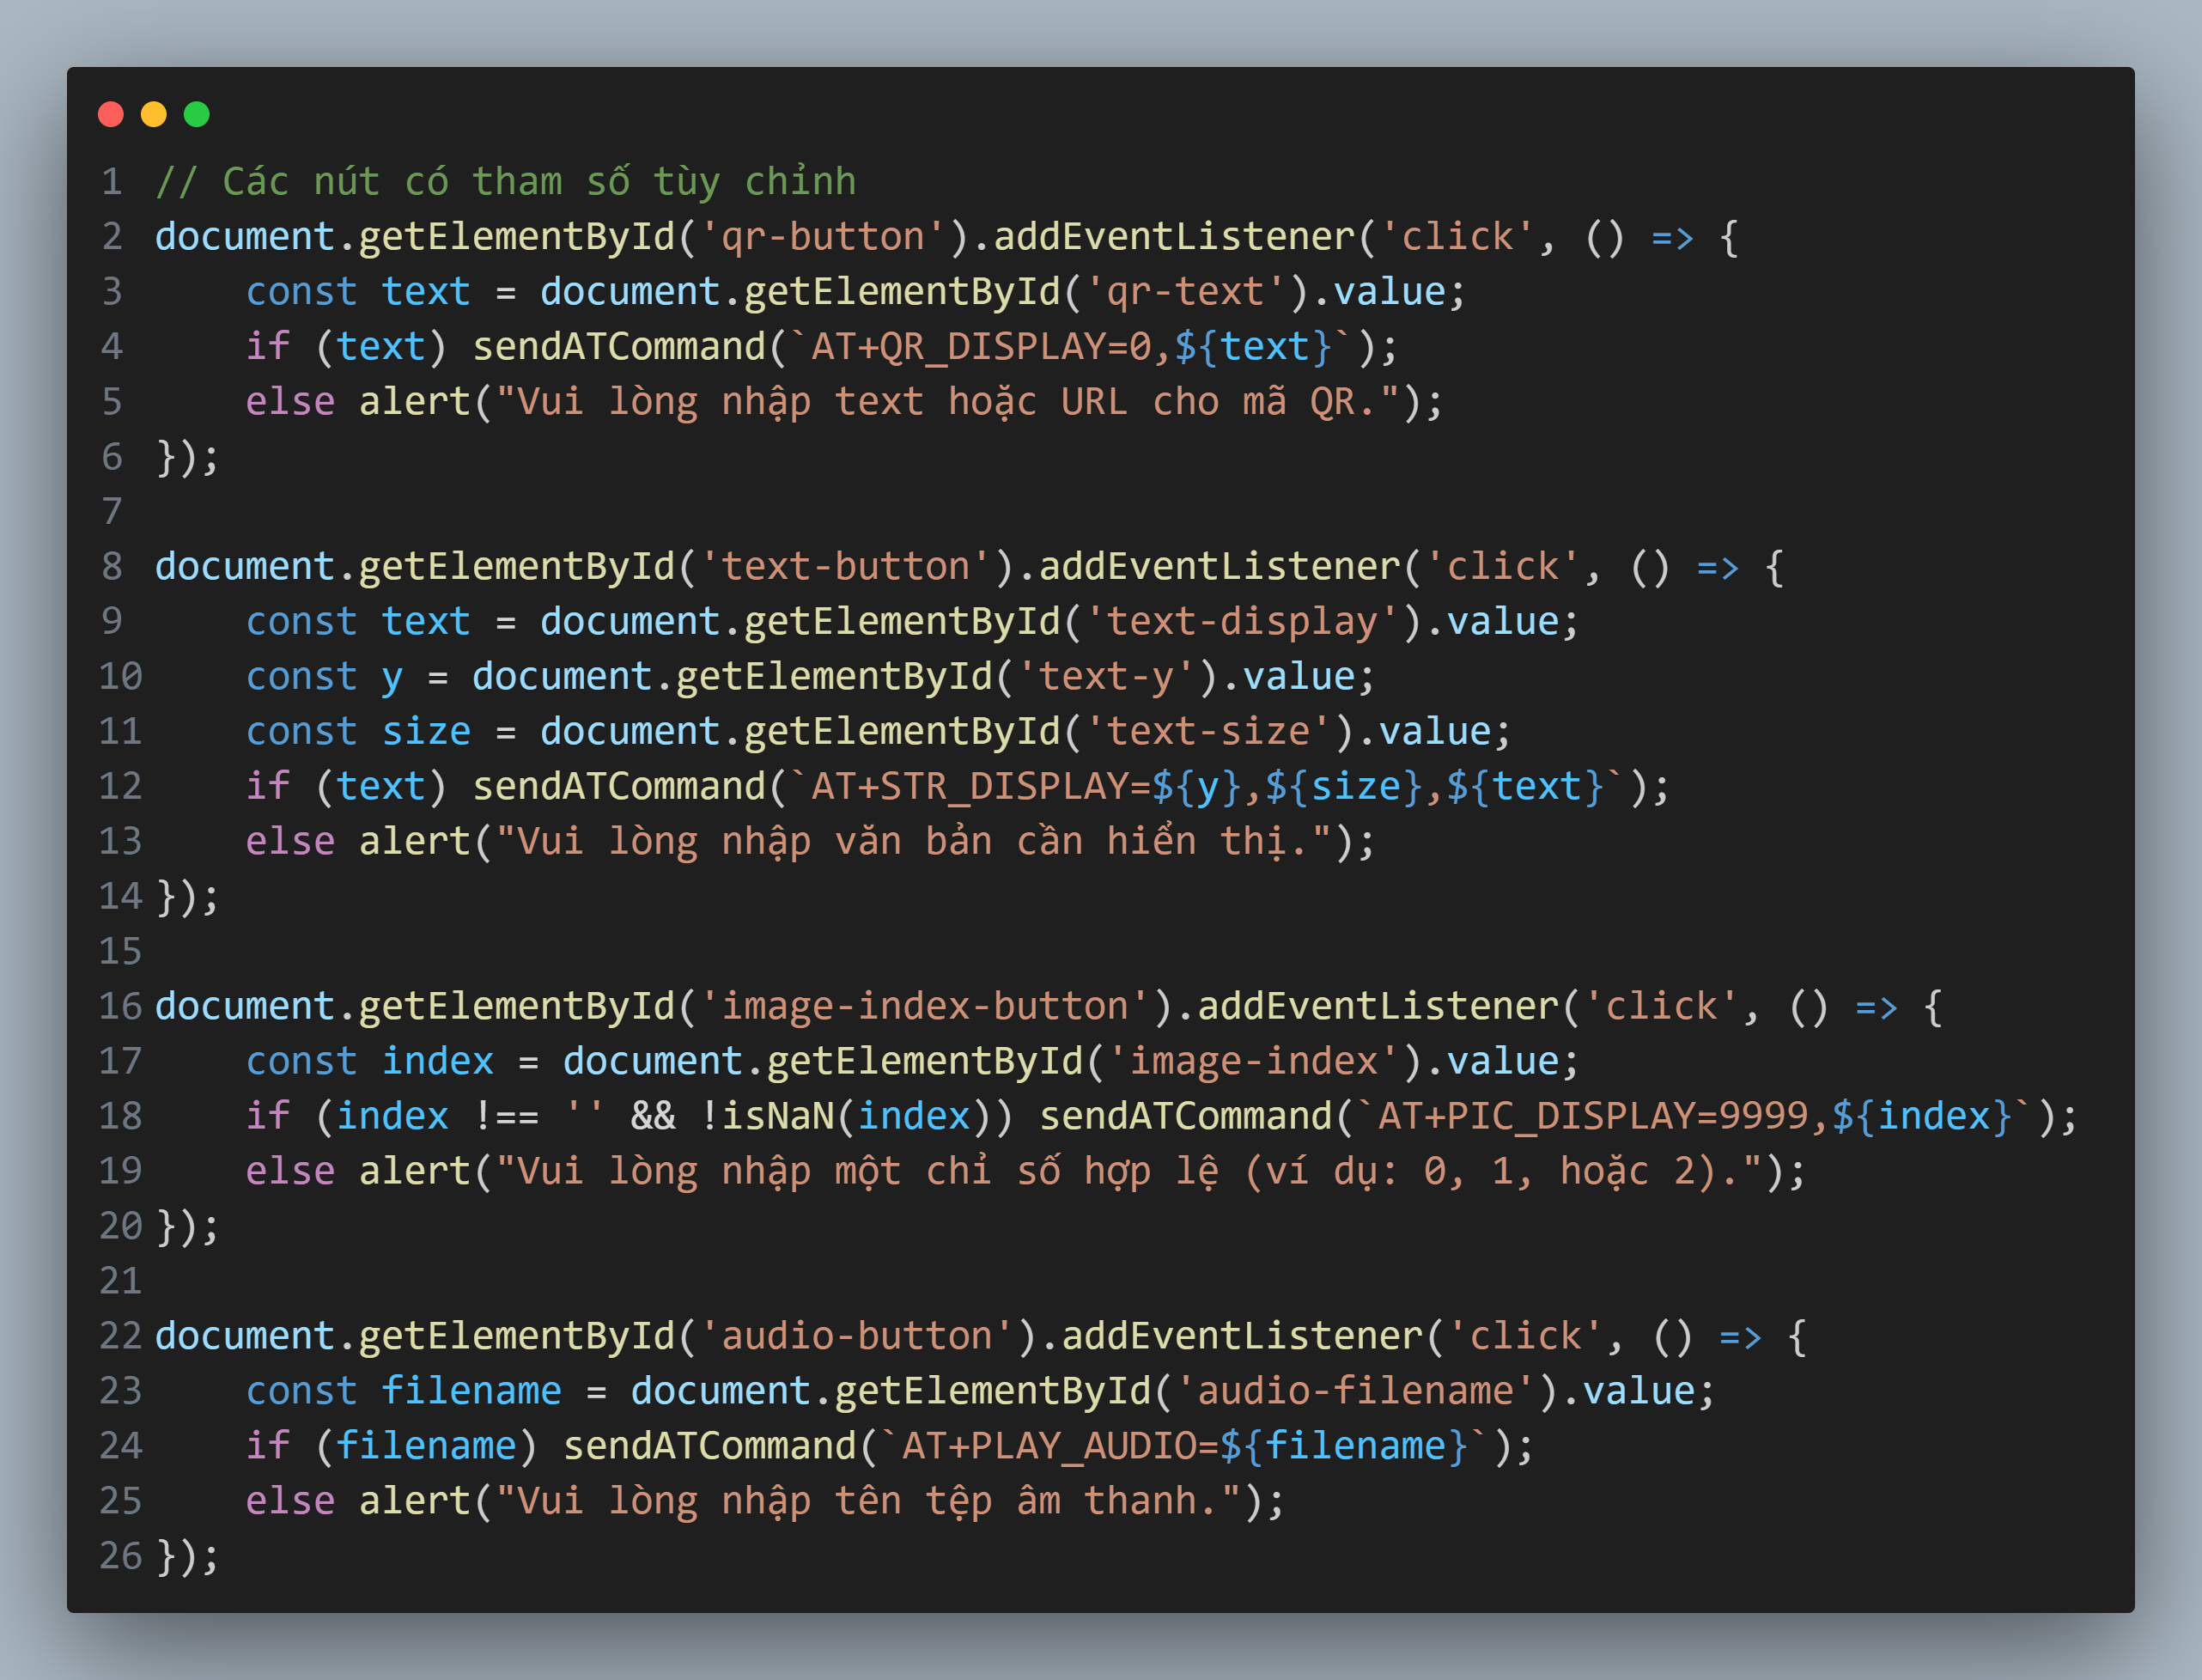 1 // Các nút có tham số tùy chỉnh
2 document.getElementById('qr-button').addEventListener('click', () => {
3     const text = document.getElementById('qr-text').value;
4     if (text) sendATCommand(`AT+QR_DISPLAY=0,${text}`);
5     else alert("Vui lòng nhập text hoặc URL cho mã QR.");
6 });
7
8 document.getElementById('text-button').addEventListener('click', () => {
9     const text = document.getElementById('text-display').value;
10     const y = document.getElementById('text-y').value;
11     const size = document.getElementById('text-size').value;
12     if (text) sendATCommand(`AT+STR_DISPLAY=${y},${size},${text}`);
13     else alert("Vui lòng nhập văn bản cần hiển thị.");
14 });
15
16 document.getElementById('image-index-button').addEventListener('click', () => {
17     const index = document.getElementById('image-index').value;
18     if (index !== '' && !isNaN(index)) sendATCommand(`AT+PIC_DISPLAY=9999,${index}`);
19     else alert("Vui lòng nhập một chỉ số hợp lệ (ví dụ: 0, 1, hoặc 2).");
20 });
21
22 document.getElementById('audio-button').addEventListener('click', () => {
23     const filename = document.getElementById('audio-filename').value;
24     if (filename) sendATCommand(`AT+PLAY_AUDIO=${filename}`);
25     else alert("Vui lòng nhập tên tệp âm thanh.");
26 });